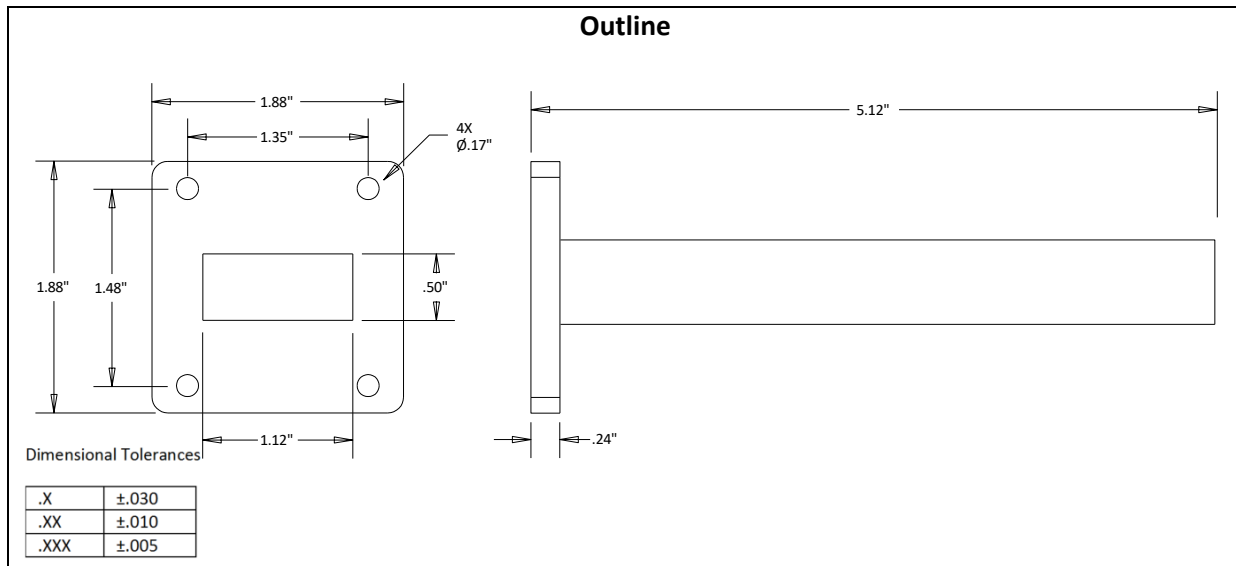 Outline
1.88"
5.12"
1.35"
4X
Ø.17"
1.88"
1.48"
.50"
1.12"
.24"
Dimensional Tolerances
.X ±.030
.XX ±.010
.XXX ±.005